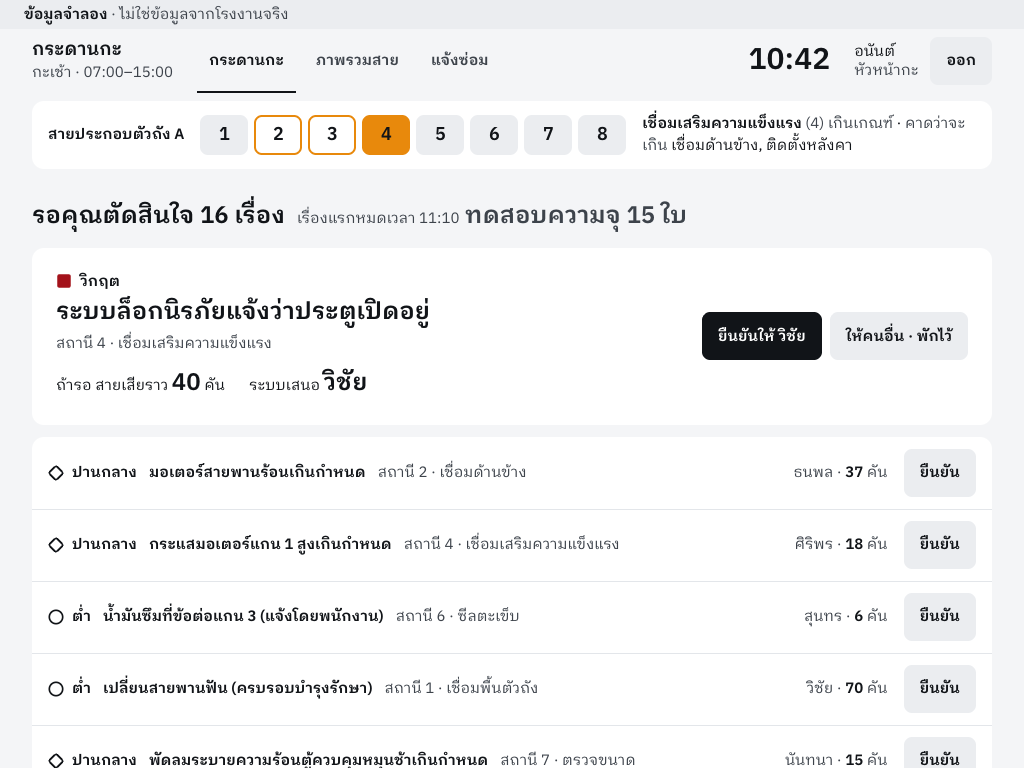 ข้อมูลจำลอง · ไม่ใช่ข้อมูลจากโรงงานจริง
กระดานกะ
กะเช้า · 07:00–15:00
กระดานกะ ภาพรวมสาย แจ้งซ่อม
10:42
อนันต์
หัวหน้ากะ
ออก
สายประกอบตัวถัง A 1 2 3 4 5 6 7 8
เชื่อมเสริมความแข็งแรง (4) เกินเกณฑ์ · คาดว่าจะ
เกิน เชื่อมด้านข้าง, ติดตั้งหลังคา
รอคุณตัดสินใจ 16 เรื่อง เรื่องแรกหมดเวลา 11:10 ทดสอบความจุ 15 ใบ
วิกฤต
ระบบล็อกนิรภัยแจ้งว่าประตูเปิดอยู่
สถานี 4 · เชื่อมเสริมความแข็งแรง
ถ้ารอ สายเสียราว 40 คัน ระบบเสนอ วิชัย
ยืนยันให้ วิชัย ให้คนอื่น · พักไว้
ปานกลาง มอเตอร์สายพานร้อนเกินกำหนด สถานี 2 · เชื่อมด้านข้าง ธนพล · 37 คัน ยืนยัน
ปานกลาง กระแสมอเตอร์แกน 1 สูงเกินกำหนด สถานี 4 · เชื่อมเสริมความแข็งแรง ศิริพร · 18 คัน ยืนยัน
ต่ำ น้ำมันซึมที่ข้อต่อแกน 3 (แจ้งโดยพนักงาน) สถานี 6 · ซีลตะเข็บ สุนทร · 6 คัน ยืนยัน
ต่ำ เปลี่ยนสายพานฟัน (ครบรอบบำรุงรักษา) สถานี 1 · เชื่อมพื้นตัวถัง วิชัย · 70 คัน ยืนยัน
ปานกลาง พัดลมระบายความร้อนตู้ควบคุมหมุนช้าเกินกำหนด สถานี 7 · ตรวจขนาด นันทนา · 15 คัน ยืนยัน